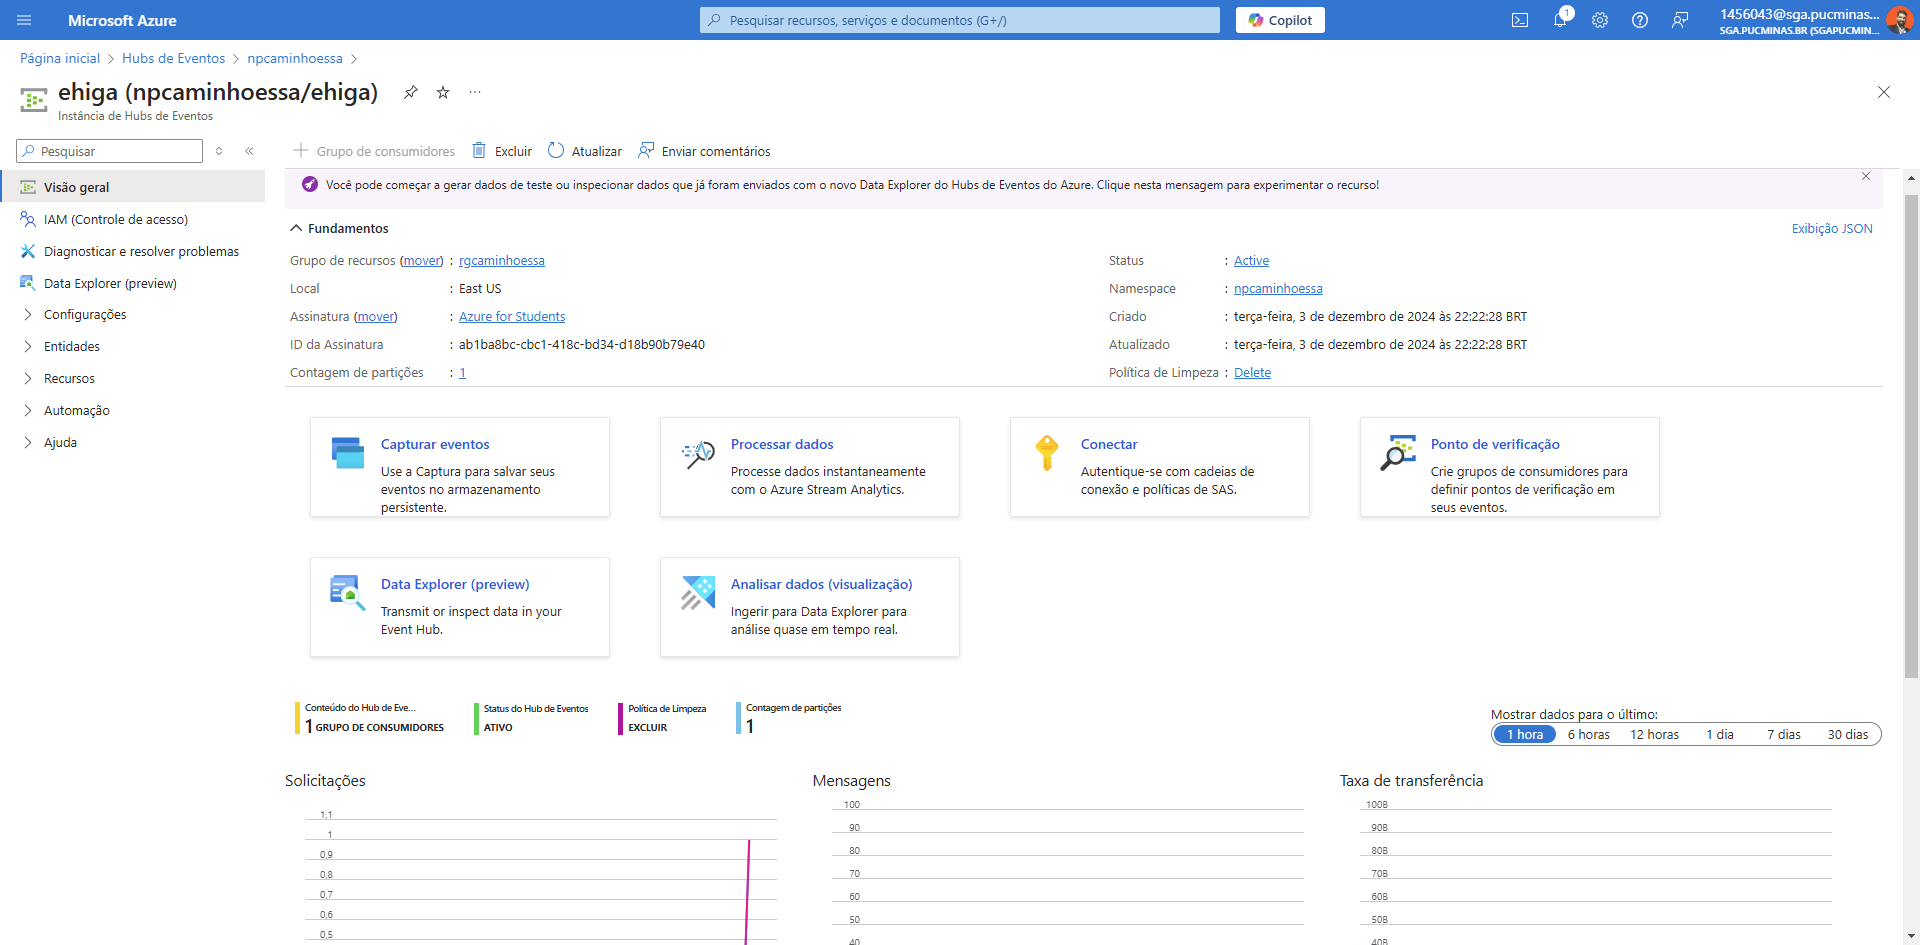 Microsoft Azure
Pesquisar recursos, serviços e documentos (G+/)
Copilot
1
1456043@sga.pucminas...
SGA.PUCMINAS.BR (SGAPUCMIN...
Página inicial > Hubs de Eventos > npcaminhoessa >
ehiga (npcaminhoessa/ehiga)
...
Instância de Hubs de Eventos
Pesquisar
Grupo de consumidores
Excluir
Atualizar
Enviar comentários
Visão geral
IAM (Controle de acesso)
Diagnosticar e resolver problemas
Data Explorer (preview)
Configurações
Entidades
Recursos
Automação
Ajuda
Você pode começar a gerar dados de teste ou inspecionar dados que já foram enviados com o novo Data Explorer do Hubs de Eventos do Azure. Clique nesta mensagem para experimentar o recurso!
Fundamentos
Exibição JSON
Grupo de recursos (mover) : rgcaminhoessa
Local : East US
Assinatura (mover) : Azure for Students
ID da Assinatura : ab1ba8bc-cbc1-418c-bd34-d18b90b79e40
Contagem de partições : 1
Status : Active
Namespace : npcaminhoessa
Criado : terça-feira, 3 de dezembro de 2024 às 22:22:28 BRT
Atualizado : terça-feira, 3 de dezembro de 2024 às 22:22:28 BRT
Política de Limpeza : Delete
Capturar eventos
Use a Captura para salvar seus
eventos no armazenamento
persistente.
Processar dados
Processe dados instantaneamente
com o Azure Stream Analytics.
Conectar
Autentique-se com cadeias de
conexão e políticas de SAS.
Ponto de verificação
Crie grupos de consumidores para
definir pontos de verificação em
seus eventos.
Data Explorer (preview)
Transmit or inspect data in your
Event Hub.
Analisar dados (visualização)
Ingerir para Data Explorer para
análise quase em tempo real.
Conteúdo do Hub de Eve...
1 GRUPO DE CONSUMIDORES
Status do Hub de Eventos
ATIVO
Política de Limpeza
EXCLUIR
Contagem de partições
1
Mostrar dados para o último:
1 hora 6 horas 12 horas 1 dia 7 dias 30 dias
Solicitações
1,1
1
0,9
0,8
0,7
0,6
0,5
Mensagens
100
90
80
70
60
50
40
Taxa de transferência
100B
90B
80B
70B
60B
50B
40B